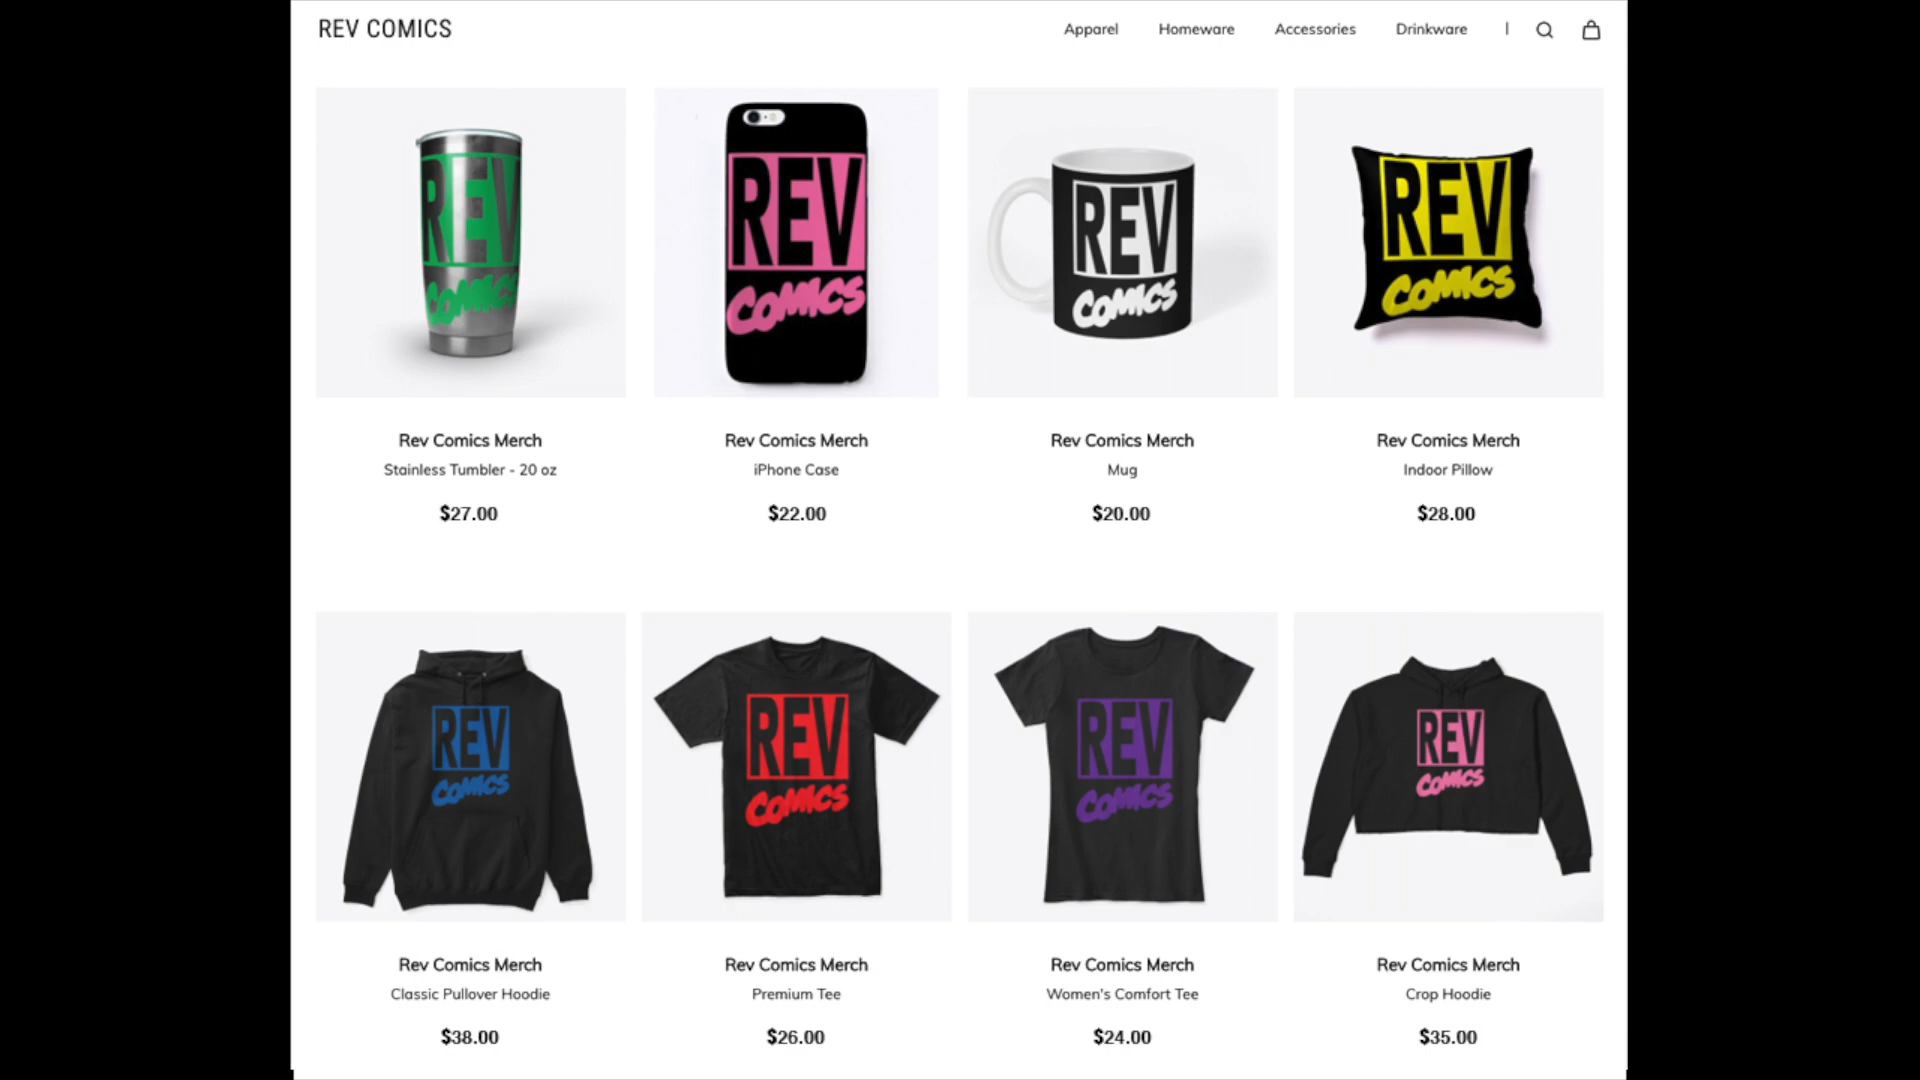 REV COMICS
Apparel Homeware Accessories Drinkware |
REV
COMICS
REV
COMICS
REV
COMICS
REV
COMICS
Rev Comics Merch
Stainless Tumbler - 20 oz
$27.00
Rev Comics Merch
iPhone Case
$22.00
Rev Comics Merch
Mug
$20.00
Rev Comics Merch
Indoor Pillow
$28.00
REV
COMICS
REV
COMICS
REV
COMICS
REV
COMICS
Rev Comics Merch
Classic Pullover Hoodie
$38.00
Rev Comics Merch
Premium Tee
$26.00
Rev Comics Merch
Women's Comfort Tee
$24.00
Rev Comics Merch
Crop Hoodie
$35.00